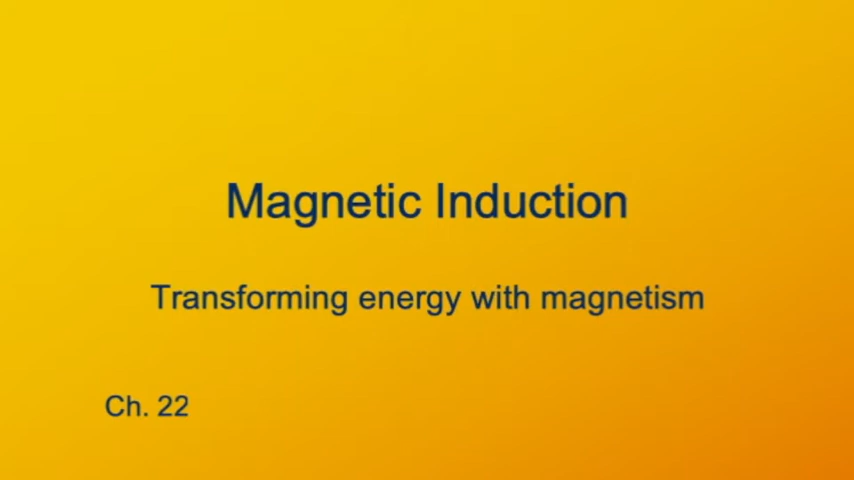 Magnetic Induction
Transforming energy with magnetism
Ch. 22